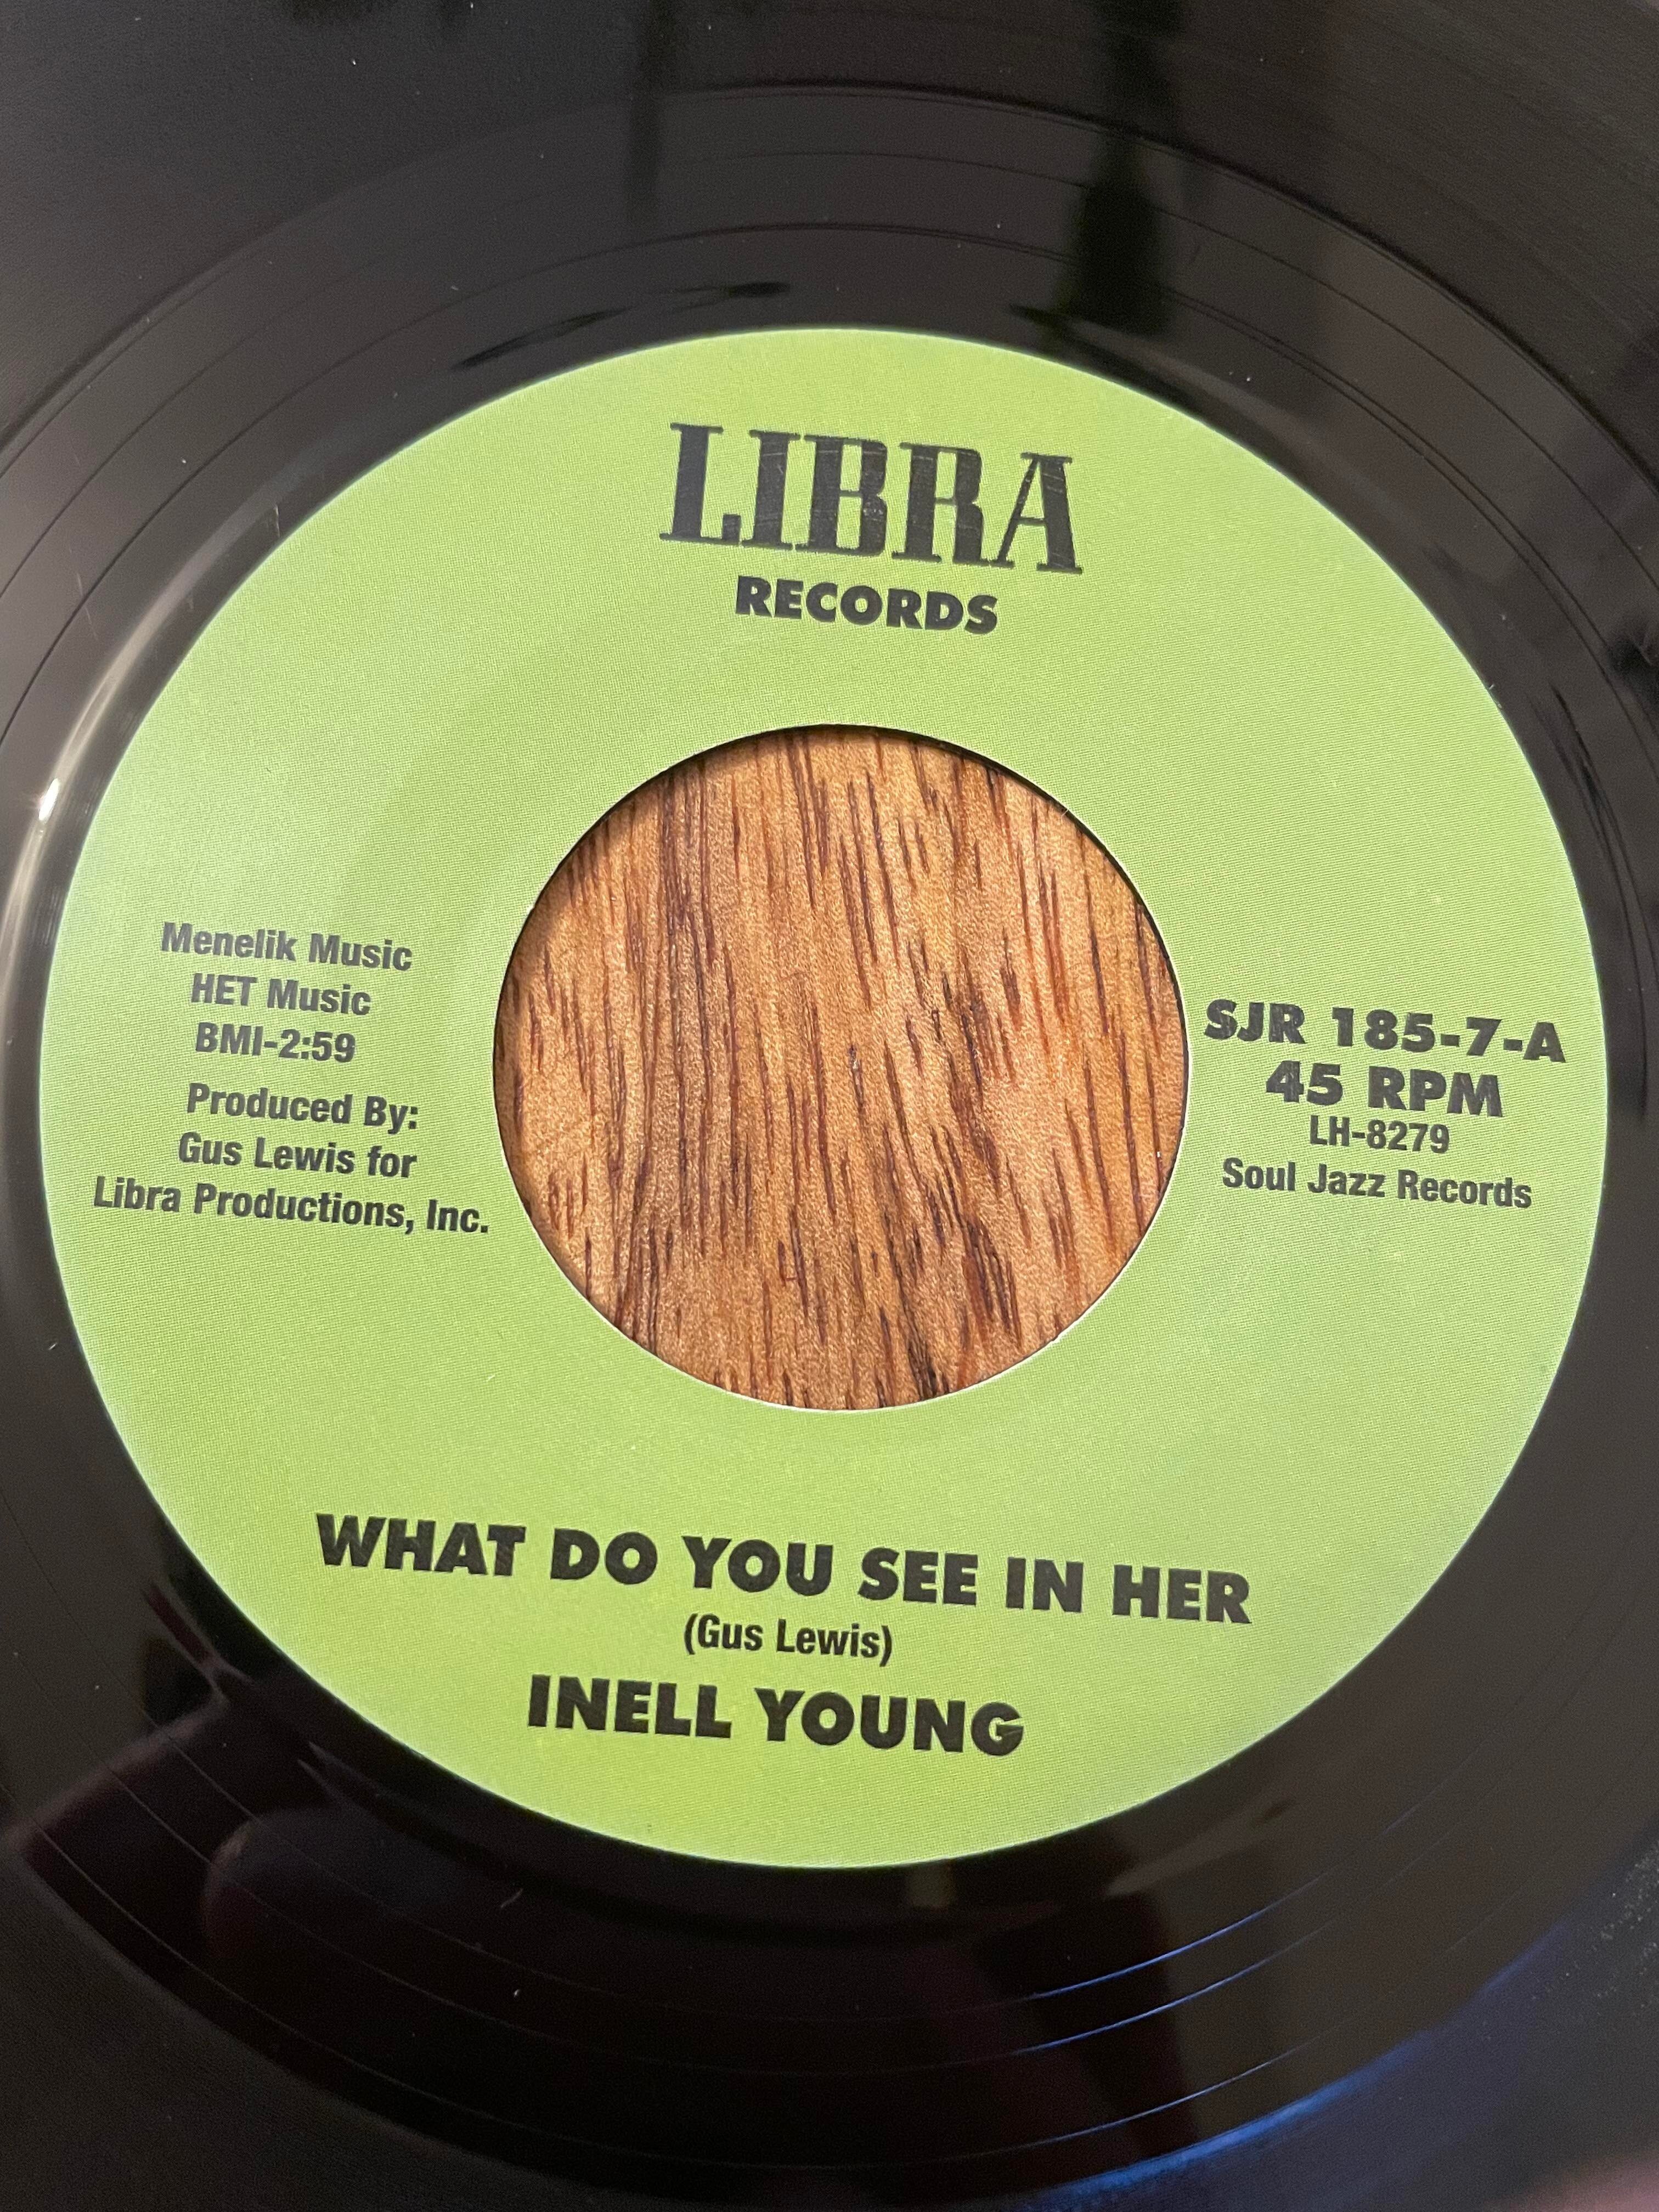 LIBRA
RECORDS
Menelik Music
HET Music
BMI-2:59
Produced By:
Gus Lewis for
Libra Productions, Inc.
SJR 185-7-A
45 RPM
LH-8279
Soul Jazz Records
WHAT DO YOU SEE IN HER
(Gus Lewis)
INELL YOUNG